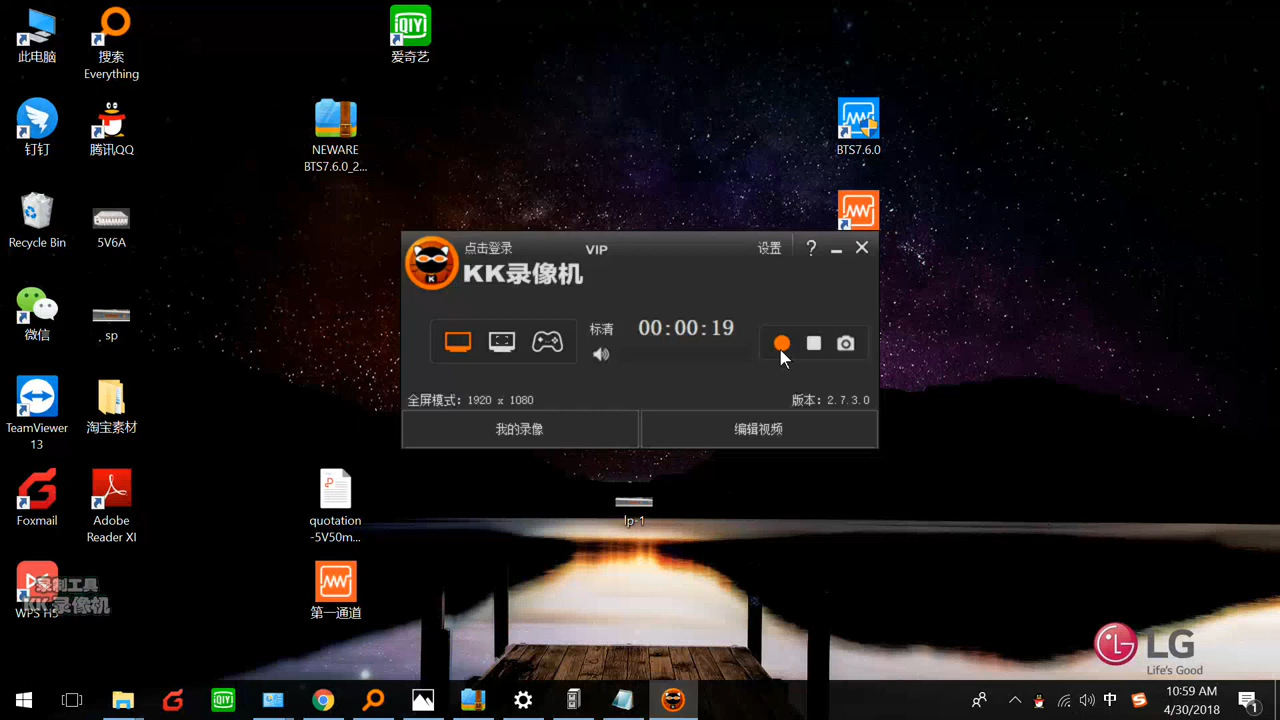 此电脑
搜索
Everything
爱奇艺
iQIYI
钉钉
腾讯QQ
NEWARE
BTS7.6.0_2...
BTS7.6.0
Recycle Bin
5V6A
点击登录
VIP
设置
?
K
KK录像机
微信
sp
标清
00:00:19
全屏模式: 1920 x 1080
版本: 2.7.3.0
我的录像
编辑视频
TeamViewer
13
淘宝素材
Foxmail
Adobe
Reader XI
quotation
-5V50m...
lp-1
录制工具
KK录像机
WPS H5
第一通道
LG
Life's Good
iQIYI
中
10:59 AM
4/30/2018
1